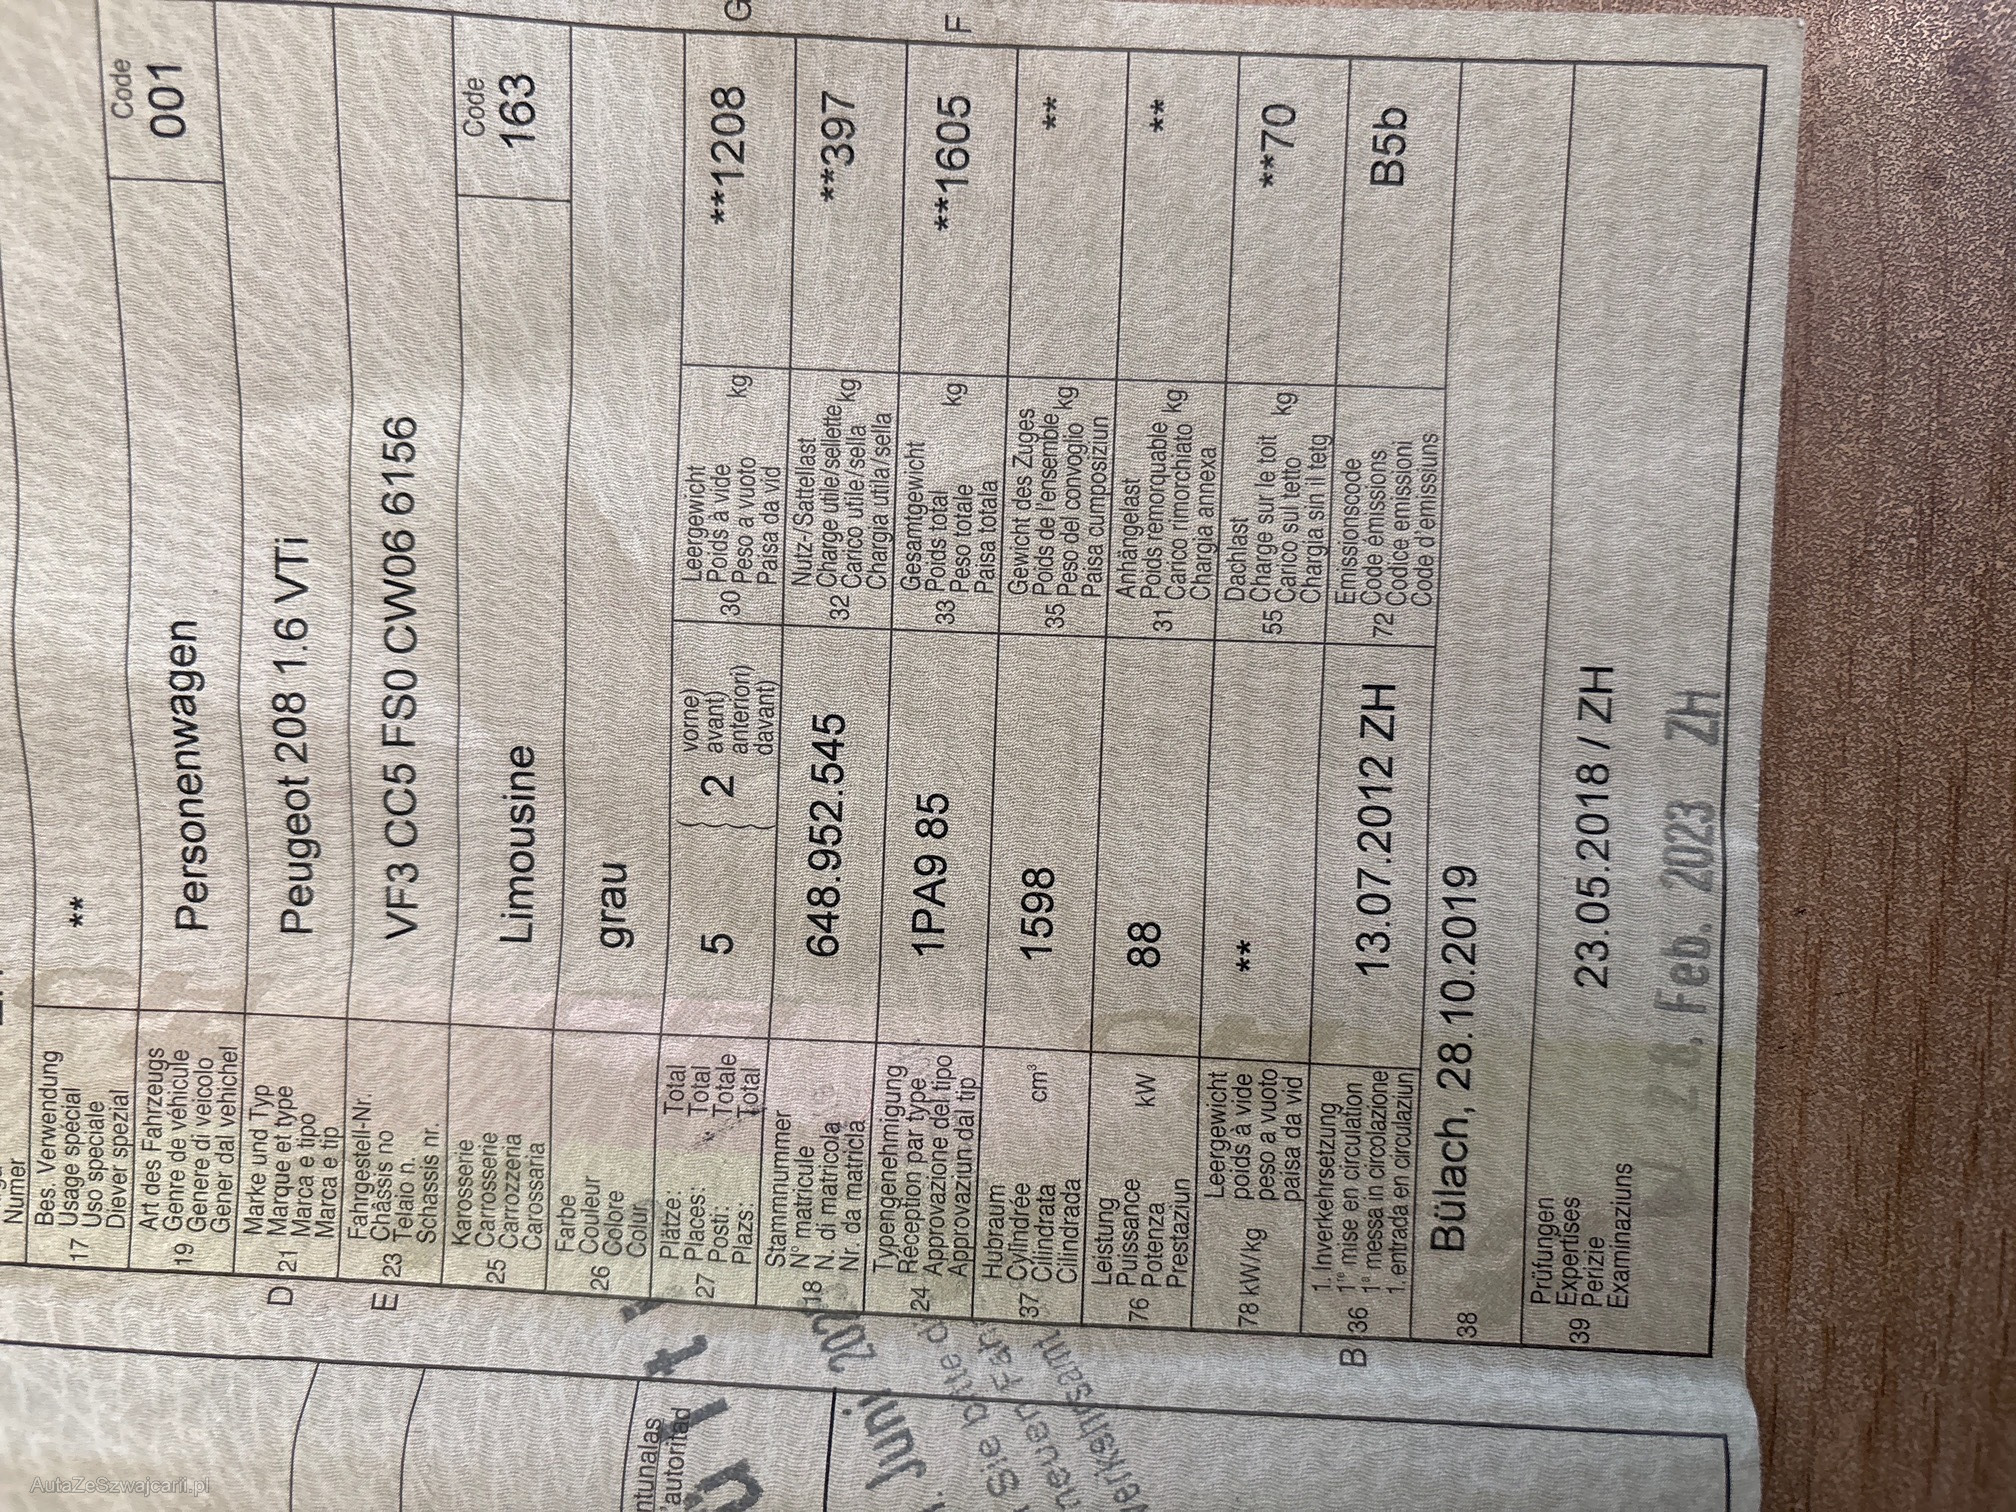 Numer
Bes. Verwendung
17 Usage spécial
Uso speciale
Diever spezial
**
Art des Fahrzeugs
19 Genre de véhicule
Genere di veicolo
Gener dal vehichel
Personenwagen
Code
001
D
Marke und Typ
21 Marque et type
Marca e tipo
Marca e tip
Peugeot 208 1.6 VTi
E
Fahrgestell-Nr.
23 Châssis no
Telaio n.
Schassis nr.
VF3 CC5 FS0 CW06 6156
Karosserie
25 Carrosserie
Carrozzeria
Carossaria
Limousine
Code
163
Farbe
26 Couleur
Colore
Colur
grau
Plätze: Total
27 Places: Total
Posti: Totale
Plazs: Total
5
2
vorne)
avant)
anteriori)
davant)
Leergewicht
30 Poids à vide
Peso a vuoto kg
Paisa da vid
**1208
G
Stammnummer
18 N° matricule
N. di matricola
Nr. da matricla
648.952.545
Nutz-/Sattellast
32 Charge utile/sellette
Carico utile/sella kg
Chargia utila/sella
**397
Typengenehmigung
24 Réception par type
Approvazione del tipo
Approvaziun dal tip
1PA9 85
Gesamtgewicht
33 Poids total
Peso totale kg
Paisa totala
**1605
F
Hubraum
37 Cylindrée cm³
Cilindrata
Cilindrada
1598
Gewicht des Zuges
35 Poids de l'ensemble
Peso del convoglio kg
Paisa cumposiziun
**
Leistung
76 Puissance
Potenza kW
Prestaziun
88
Anhängelast
31 Poids remorquable
Carico rimorchiato kg
Chargia annexa
**
Leergewicht
78 kW/kg poids à vide
peso a vuoto
paisa da vid
**
Dachlast
55 Charge sur le toit
Carico sul tetto kg
Chargia sin il tetg
**70
B
1. Inverkehrsetzung
36 1re mise en circulation
1a messa in circolazione
1.entrada en circulaziun
13.07.2012 ZH
Emissionscode
72 Code émissions
Codice emissioni
Code d'emissiuns
B5b
38
Bülach, 28.10.2019
Prüfungen
39 Expertises
Perizie
Examinaziuns
23.05.2018 / ZH
Feb. 2023 ZH
Juni
AutaZeSzwajcarii.pl